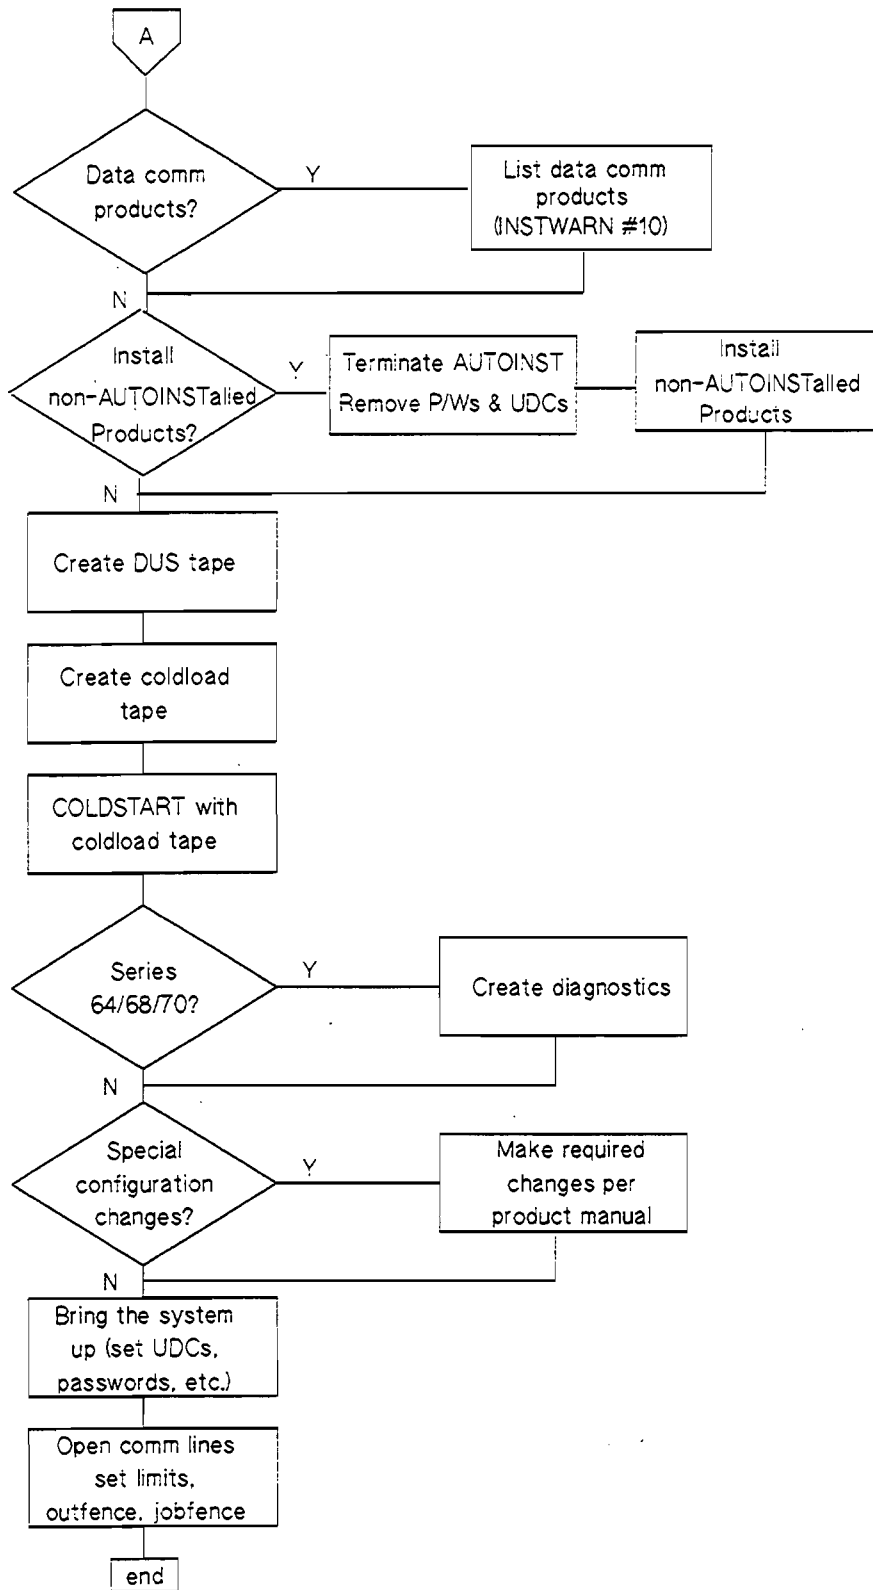 A
Data comm
products?
Y
List data comm
products
(INSTWARN #10)
N
Install
non-AUTOINSTalled
Products?
Y
Terminate AUTOINST
Remove P/Ws & UDCs
Install
non-AUTOINSTalled
Products
N
Create DUS tape
Create coldload
tape
COLDSTART with
coldload tape
Series
64/68/70?
Y
Create diagnostics
N
Special
configuration
changes?
Y
Make required
changes per
product manual
N
Bring the system
up (set UDCs,
passwords, etc.)
Open comm lines
set limits,
outfence, jobfence
end